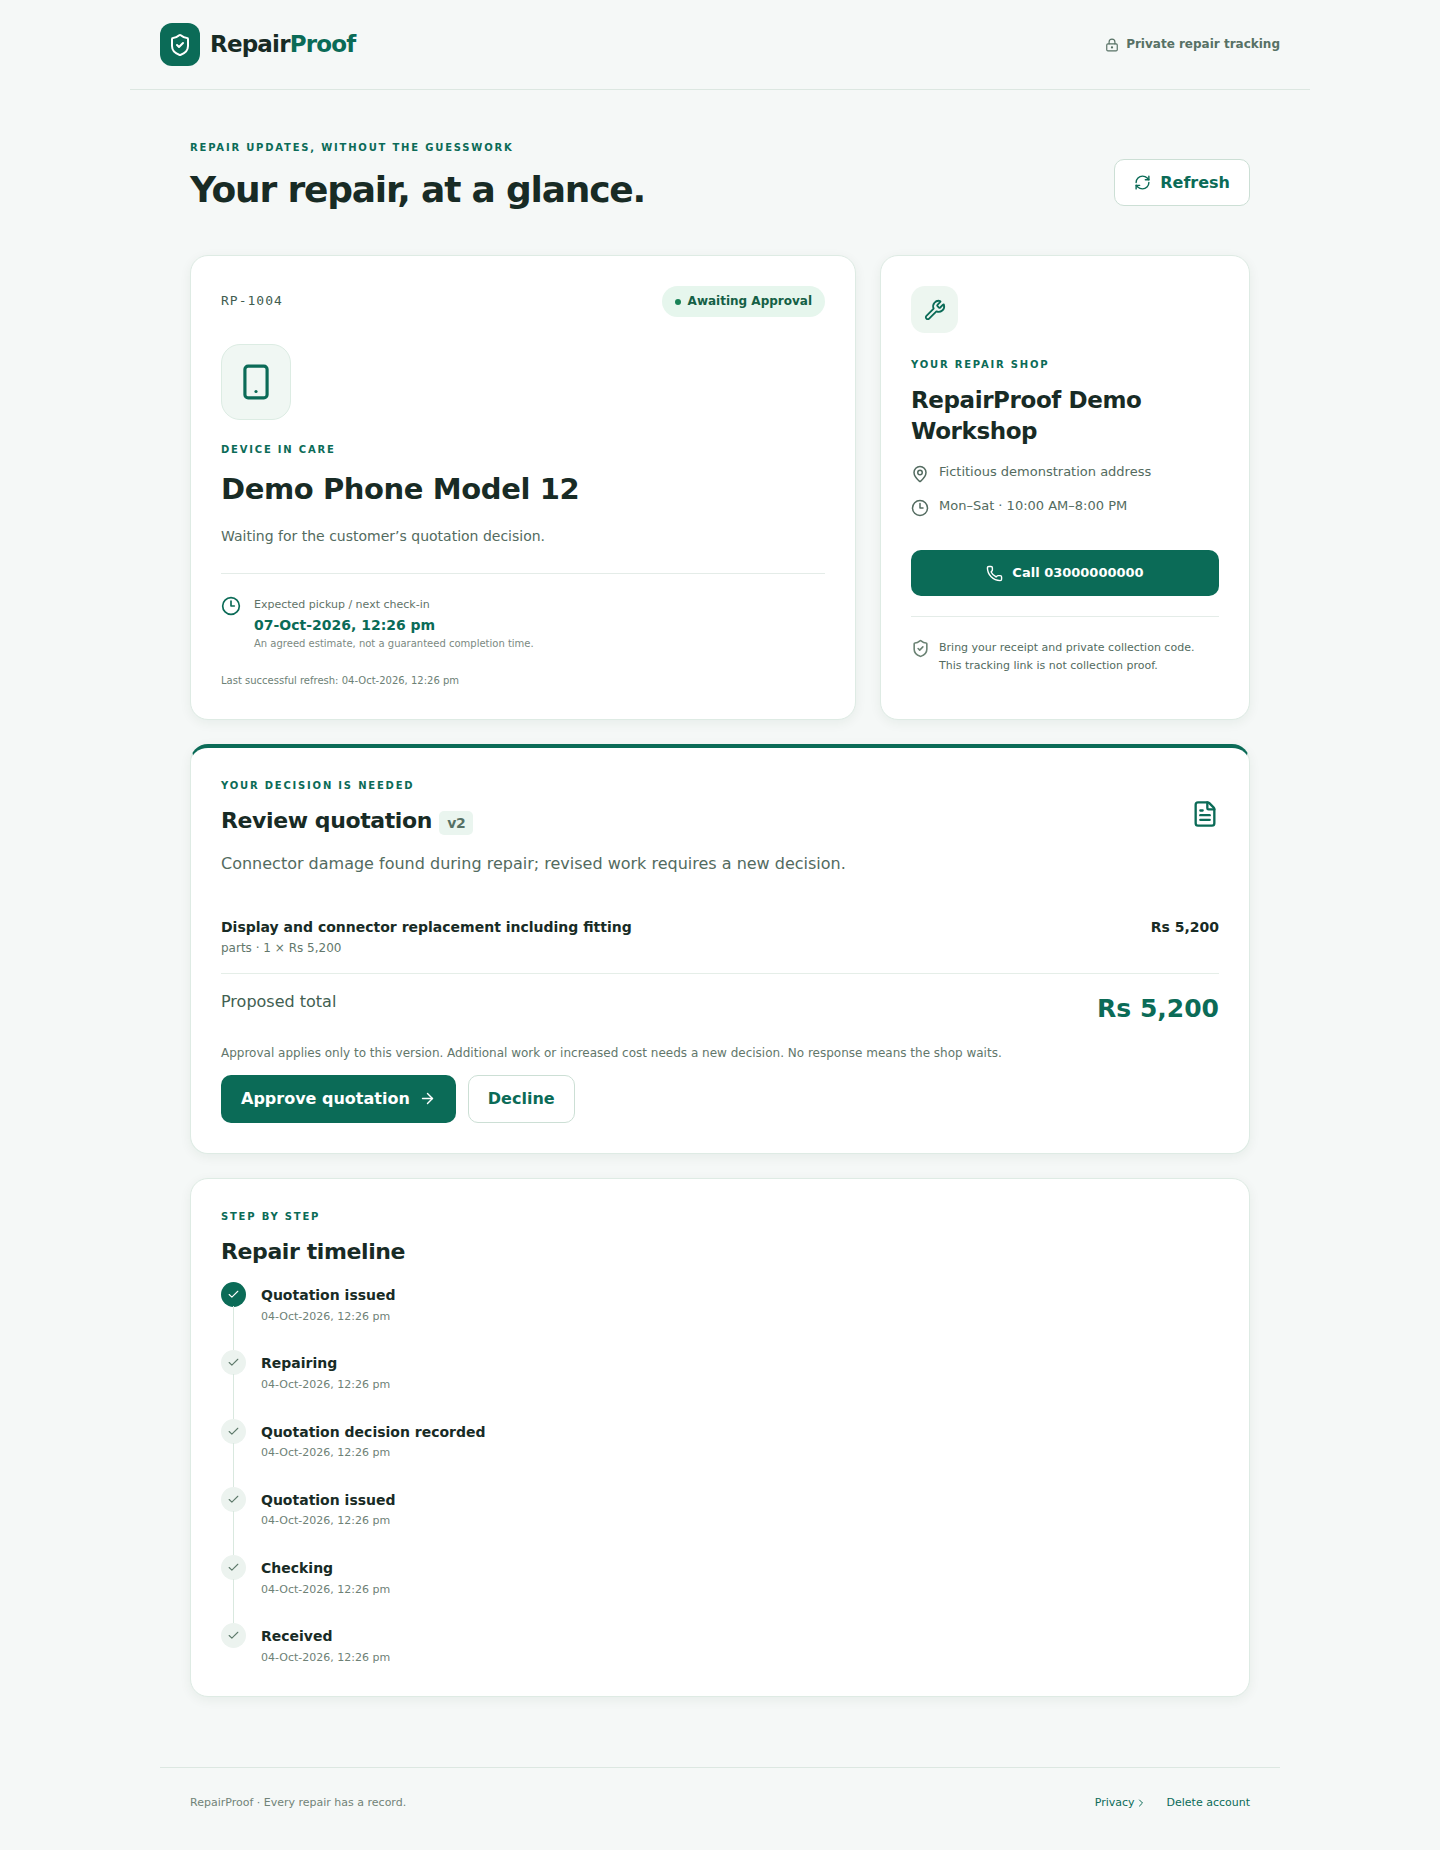 RepairProof
Private repair tracking
REPAIR UPDATES, WITHOUT THE GUESSWORK
Your repair, at a glance.
Refresh
RP-1004
Awaiting Approval
DEVICE IN CARE
Demo Phone Model 12
Waiting for the customer’s quotation decision.
Expected pickup / next check-in
07-Oct-2026, 12:26 pm
An agreed estimate, not a guaranteed completion time.
Last successful refresh: 04-Oct-2026, 12:26 pm
YOUR REPAIR SHOP
RepairProof Demo
Workshop
Fictitious demonstration address
Mon–Sat · 10:00 AM–8:00 PM
Call 03000000000
Bring your receipt and private collection code.
This tracking link is not collection proof.
YOUR DECISION IS NEEDED
Review quotation v2
Connector damage found during repair; revised work requires a new decision.
Display and connector replacement including fitting Rs 5,200
parts · 1 × Rs 5,200
Proposed total Rs 5,200
Approval applies only to this version. Additional work or increased cost needs a new decision. No response means the shop waits.
Approve quotation Decline
STEP BY STEP
Repair timeline
Quotation issued
04-Oct-2026, 12:26 pm
Repairing
04-Oct-2026, 12:26 pm
Quotation decision recorded
04-Oct-2026, 12:26 pm
Quotation issued
04-Oct-2026, 12:26 pm
Checking
04-Oct-2026, 12:26 pm
Received
04-Oct-2026, 12:26 pm
RepairProof · Every repair has a record.
Privacy Delete account